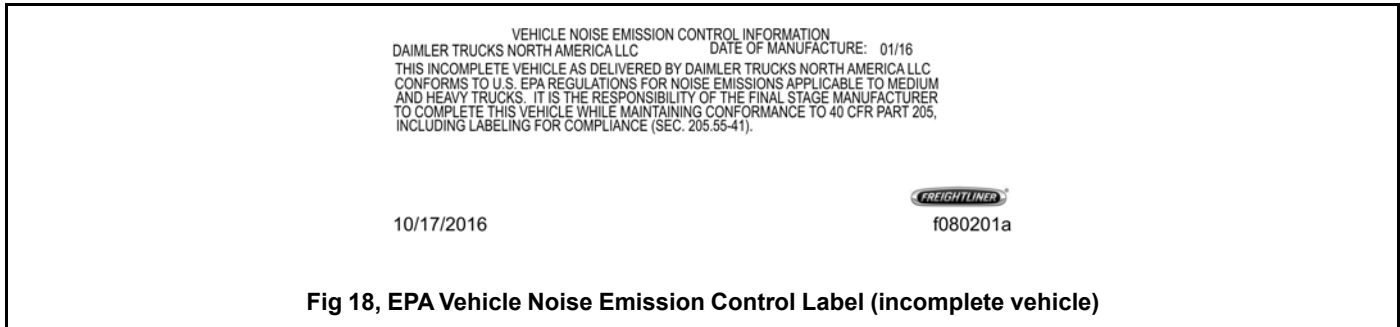 VEHICLE NOISE EMISSION CONTROL INFORMATION
DAIMLER TRUCKS NORTH AMERICA LLC DATE OF MANUFACTURE: 01/16
THIS INCOMPLETE VEHICLE AS DELIVERED BY DAIMLER TRUCKS NORTH AMERICA LLC
CONFORMS TO U.S. EPA REGULATIONS FOR NOISE EMISSIONS APPLICABLE TO MEDIUM
AND HEAVY TRUCKS. IT IS THE RESPONSIBILITY OF THE FINAL STAGE MANUFACTURER
TO COMPLETE THIS VEHICLE WHILE MAINTAINING CONFORMANCE TO 40 CFR PART 205,
INCLUDING LABELING FOR COMPLIANCE (SEC. 205.55-41).
FREIGHTLINER
10/17/2016 f080201a
Fig 18, EPA Vehicle Noise Emission Control Label (incomplete vehicle)